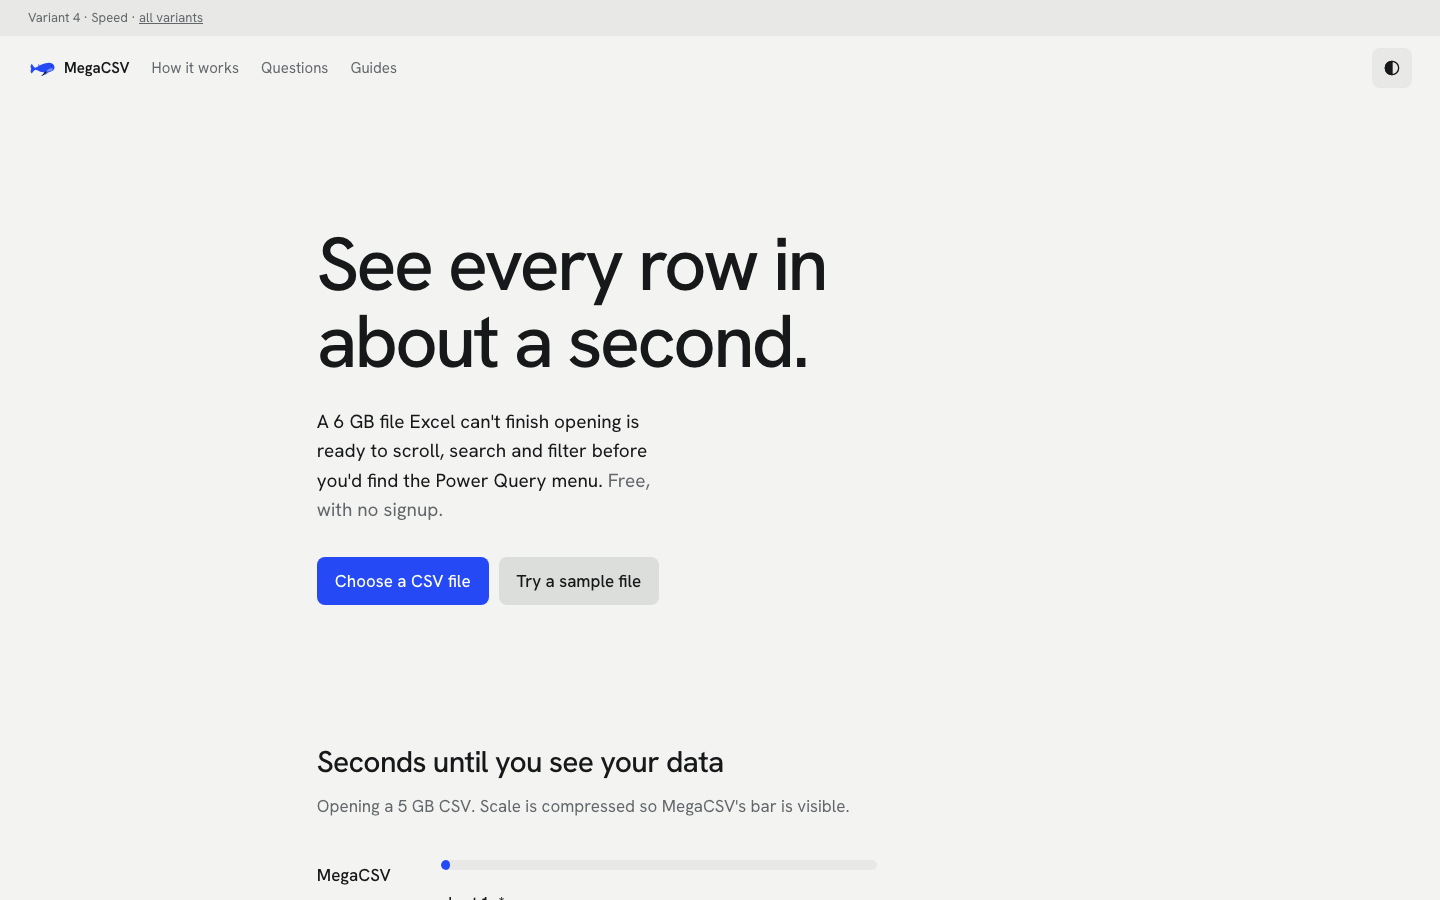 Variant 4 · Speed · all variants
MegaCSV
How it works
Questions
Guides
See every row in
about a second.
A 6 GB file Excel can't finish opening is
ready to scroll, search and filter before
you'd find the Power Query menu. Free,
with no signup.
Choose a CSV file
Try a sample file
Seconds until you see your data
Opening a 5 GB CSV. Scale is compressed so MegaCSV's bar is visible.
MegaCSV